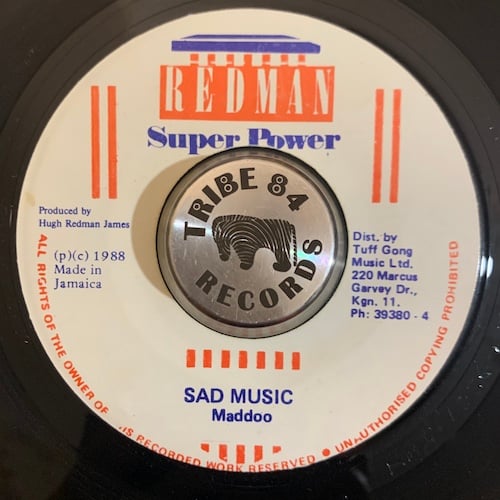 REDMAN
Super Power
TRIBE 84
RECORDS
Produced by
Hugh Redman James
(p)(c) 1988
Made in
Jamaica
Dist. by
Tuff Gong
Music Ltd.
220 Marcus
Garvey Dr.,
Kgn. 11.
Ph: 39380 - 4
SAD MUSIC
Maddoo
ALL RIGHTS OF THE OWNER OF
IS RECORDED WORK RESERVED • UNAUTHORISED COPYING PROHIBITED